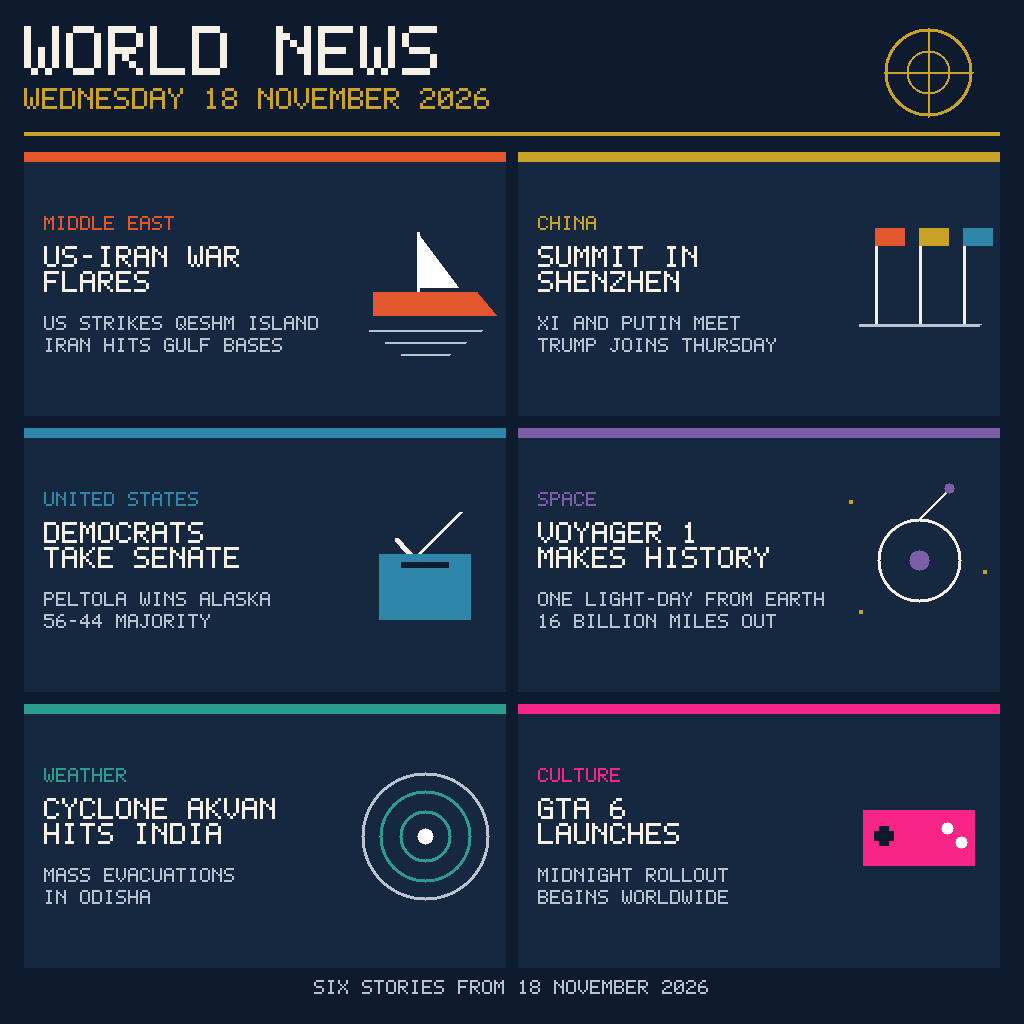 WORLD NEWS
WEDNESDAY 18 NOVEMBER 2026
MIDDLE EAST
US-IRAN WAR
FLARES
US STRIKES QESHM ISLAND
IRAN HITS GULF BASES
CHINA
SUMMIT IN
SHENZHEN
XI AND PUTIN MEET
TRUMP JOINS THURSDAY
UNITED STATES
DEMOCRATS
TAKE SENATE
PELTOLA WINS ALASKA
56-44 MAJORITY
SPACE
VOYAGER 1
MAKES HISTORY
ONE LIGHT-DAY FROM EARTH
16 BILLION MILES OUT
WEATHER
CYCLONE AKVAN
HITS INDIA
MASS EVACUATIONS
IN ODISHA
CULTURE
GTA 6
LAUNCHES
MIDNIGHT ROLLOUT
BEGINS WORLDWIDE
SIX STORIES FROM 18 NOVEMBER 2026